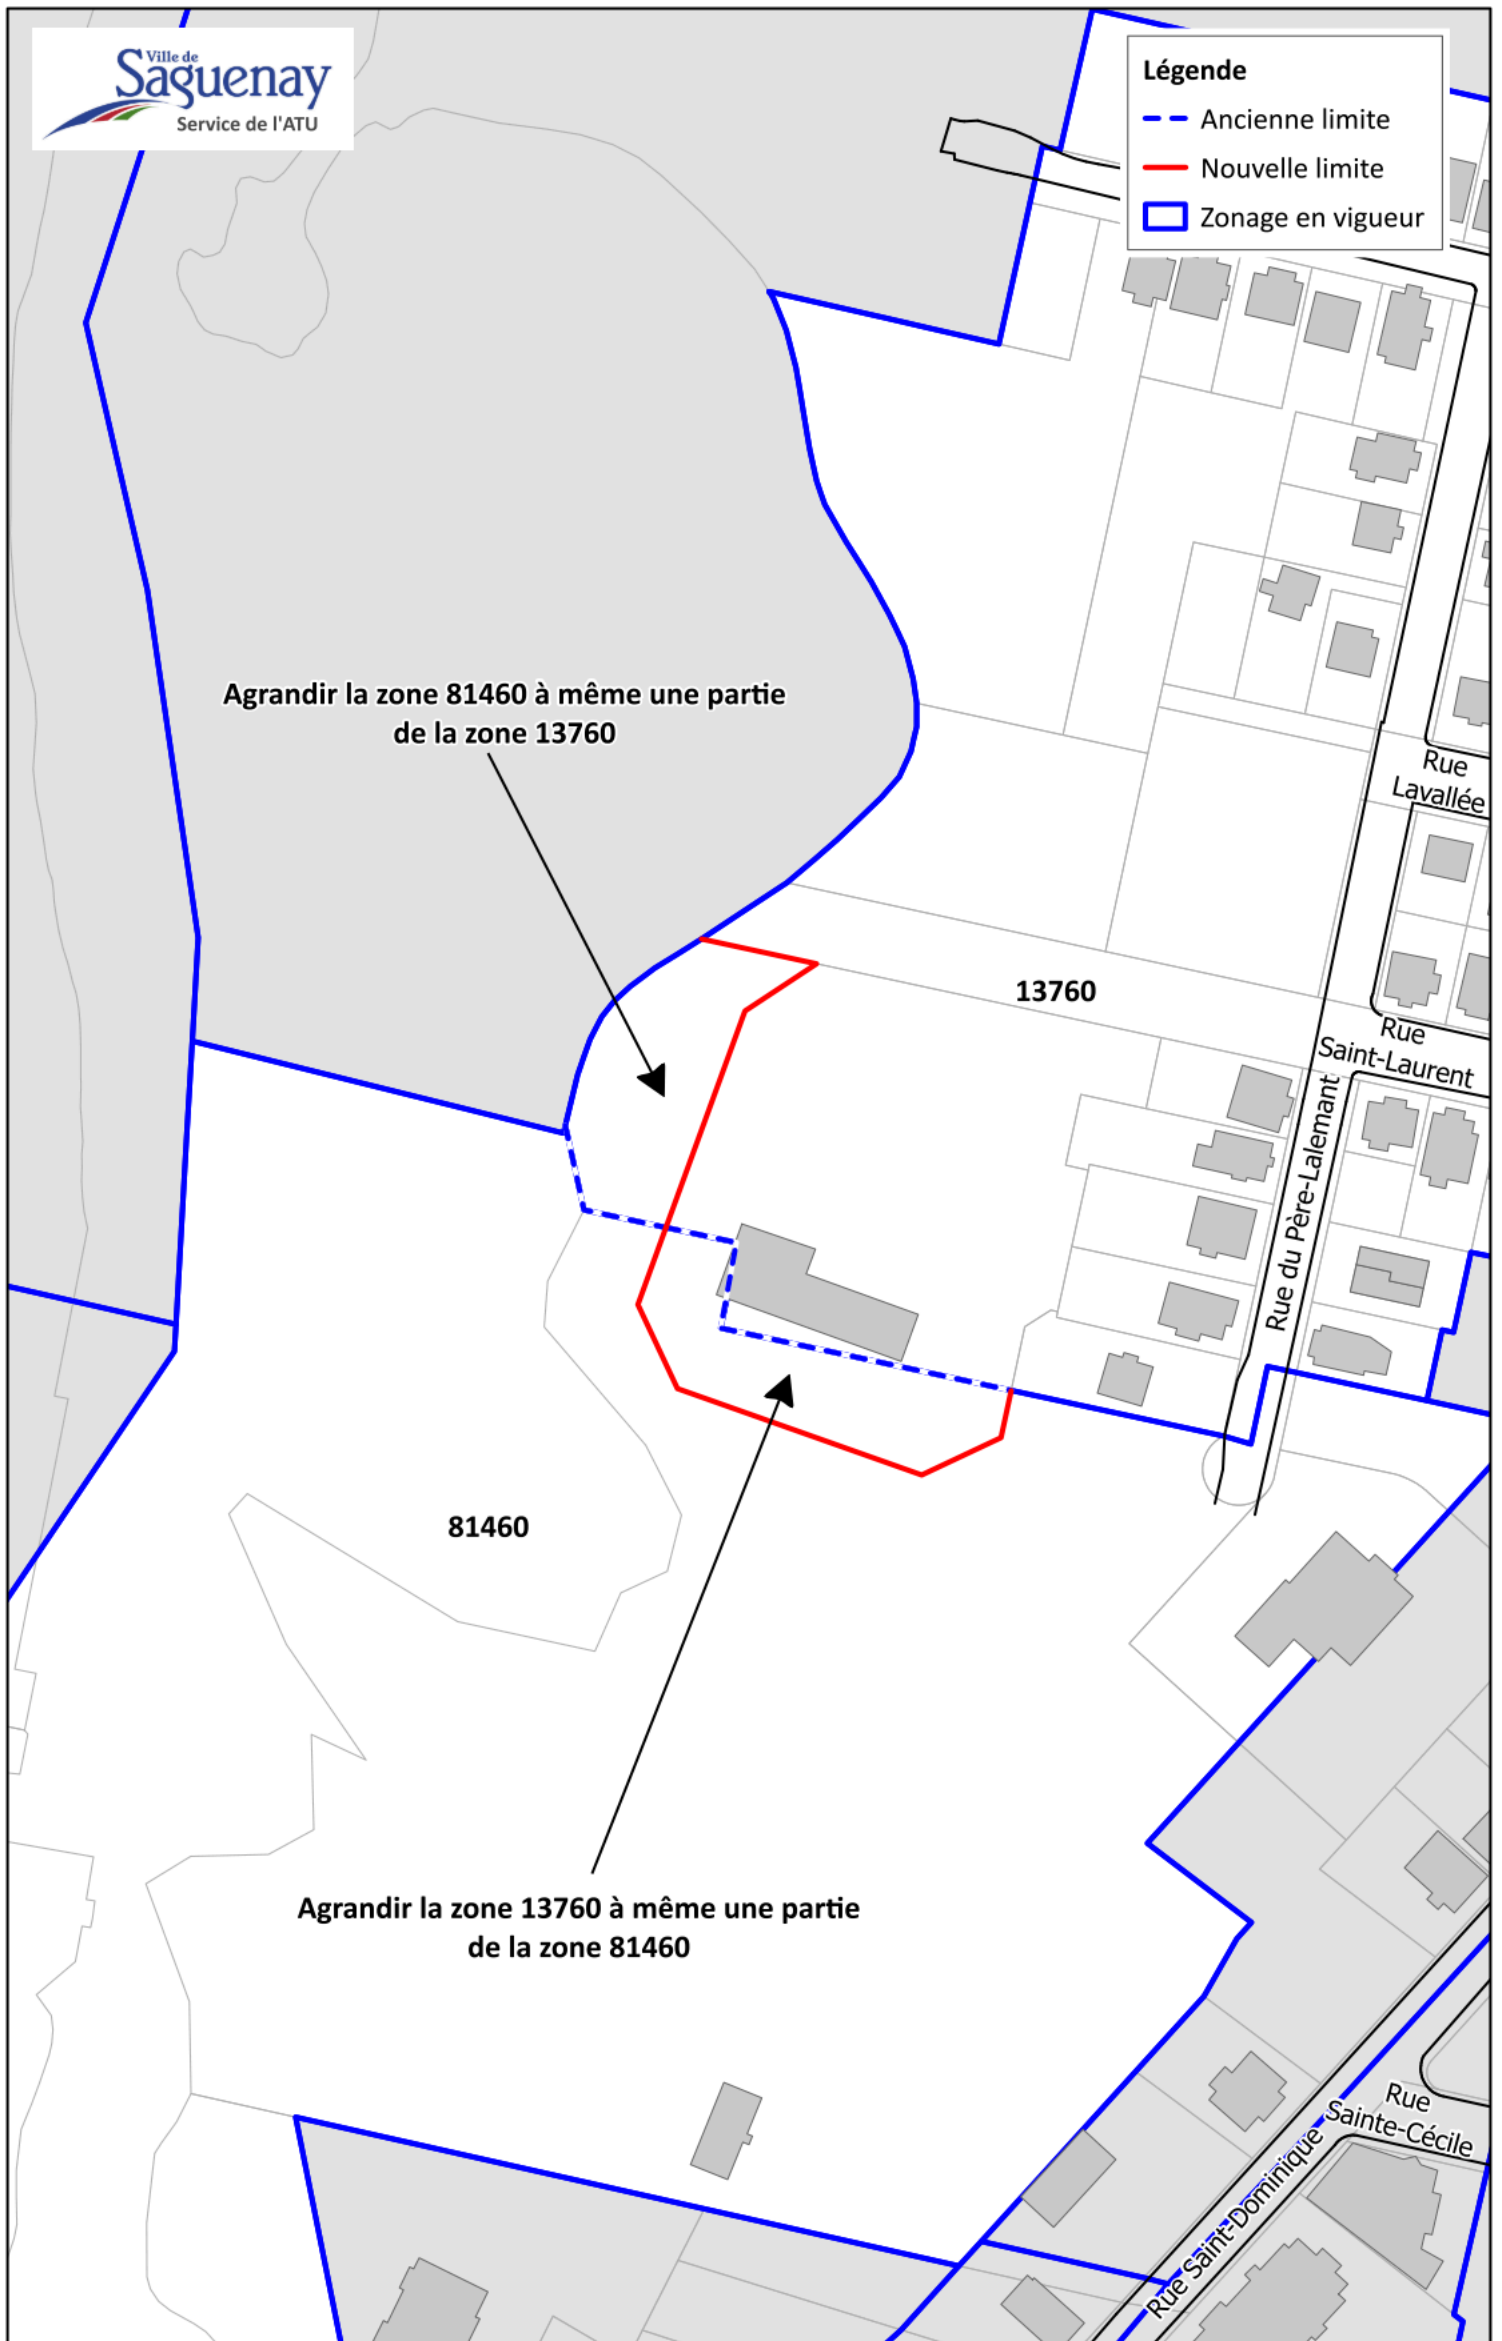 Ville de
Saguenay
Service de l'ATU
Légende
Ancienne limite
Nouvelle limite
Zonage en vigueur
Agrandir la zone 81460 à même une partie
de la zone 13760
Rue
Lavallée
13760
Rue
Saint-Laurent
Rue du Père-Lalemant
81460
Agrandir la zone 13760 à même une partie
de la zone 81460
Rue
Sainte-Cécile
Rue Saint-Dominique